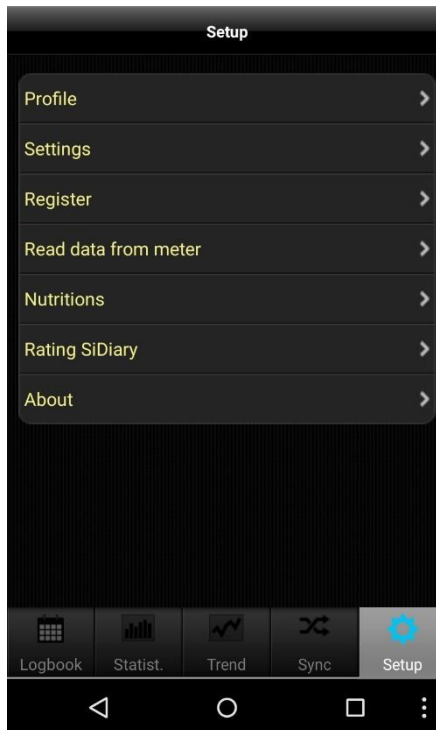 Setup
Profile
Settings
Register
Read data from meter
Nutritions
Rating SiDiary
About
Logbook Statist. Trend Sync Setup